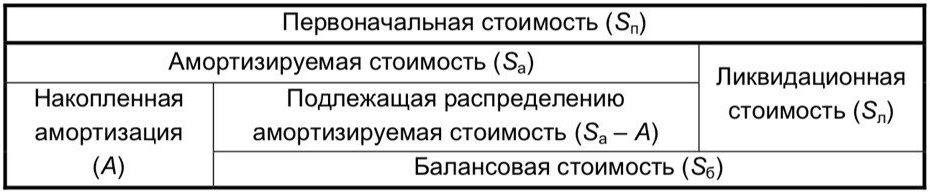 Первоначальная стоимость (Sп)
Амортизируемая стоимость (Sа)
Ликвидационная
стоимость (Sл)
Накопленная
амортизация
(A)
Подлежащая распределению
амортизируемая стоимость (Sа – A)
Балансовая стоимость (Sб)